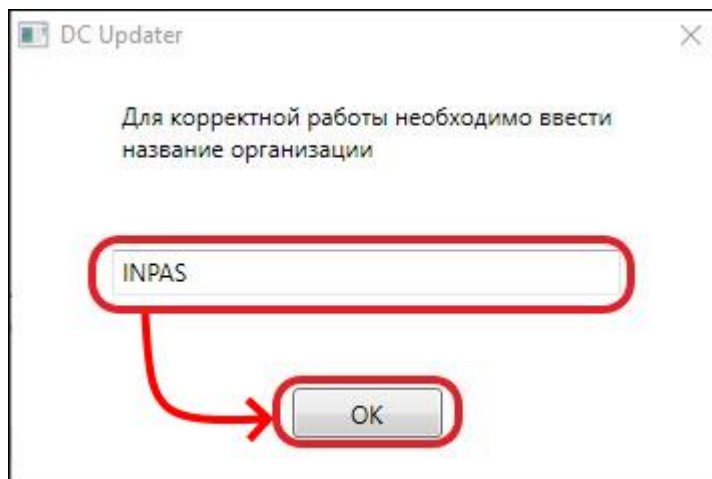 DC Updater
Для корректной работы необходимо ввести
название организации
INPAS
OK